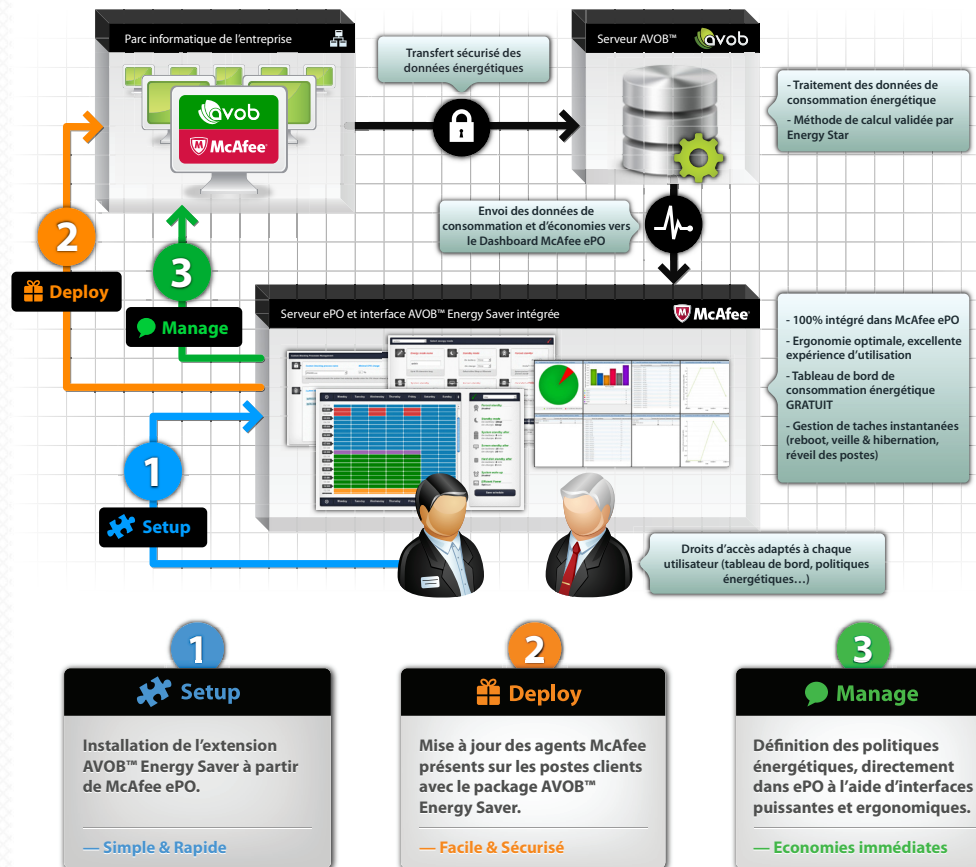 Parc informatique de l'entreprise
avob
McAfee
Transfert sécurisé des
données énergétiques
Serveur AVOB™
avob
- Traitement des données de
consommation énergétique
- Méthode de calcul validée par
Energy Star
Envoi des données de
consommation et d'économies vers
le Dashboard McAfee ePO
2
Deploy
3
Manage
Serveur ePO et interface AVOB™ Energy Saver intégrée
McAfee
- 100% intégré dans McAfee ePO
- Ergonomie optimale, excellente
expérience d'utilisation
- Tableau de bord de
consommation énergétique
GRATUIT
- Gestion de taches instantanées
(reboot, veille & hibernation,
réveil des postes)
1
Setup
Droits d'accès adaptés à chaque
utilisateur (tableau de bord, politiques
énergétiques…)
1
Setup
Installation de l'extension
AVOB™ Energy Saver à partir
de McAfee ePO.
— Simple & Rapide
2
Deploy
Mise à jour des agents McAfee
présents sur les postes clients
avec le package AVOB™
Energy Saver.
— Facile & Sécurisé
3
Manage
Définition des politiques
énergétiques, directement
dans ePO à l'aide d'interfaces
puissantes et ergonomiques.
— Economies immédiates